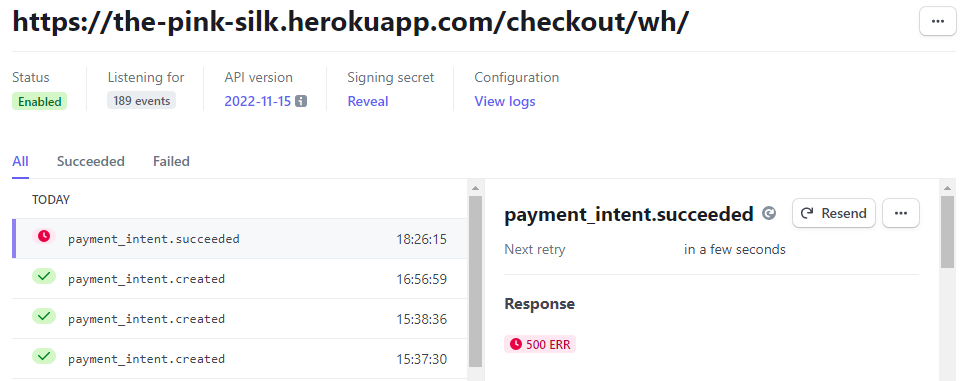 https://the-pink-silk.herokuapp.com/checkout/wh/
Status
Listening for
API version
Signing secret
Configuration
Enabled
189 events
2022-11-15
Reveal
View logs
All
Succeeded
Failed
TODAY
payment_intent.succeeded 18:26:15
payment_intent.created 16:56:59
payment_intent.created 15:38:36
payment_intent.created 15:37:30
payment_intent.succeeded
Resend
Next retry in a few seconds
Response
500 ERR